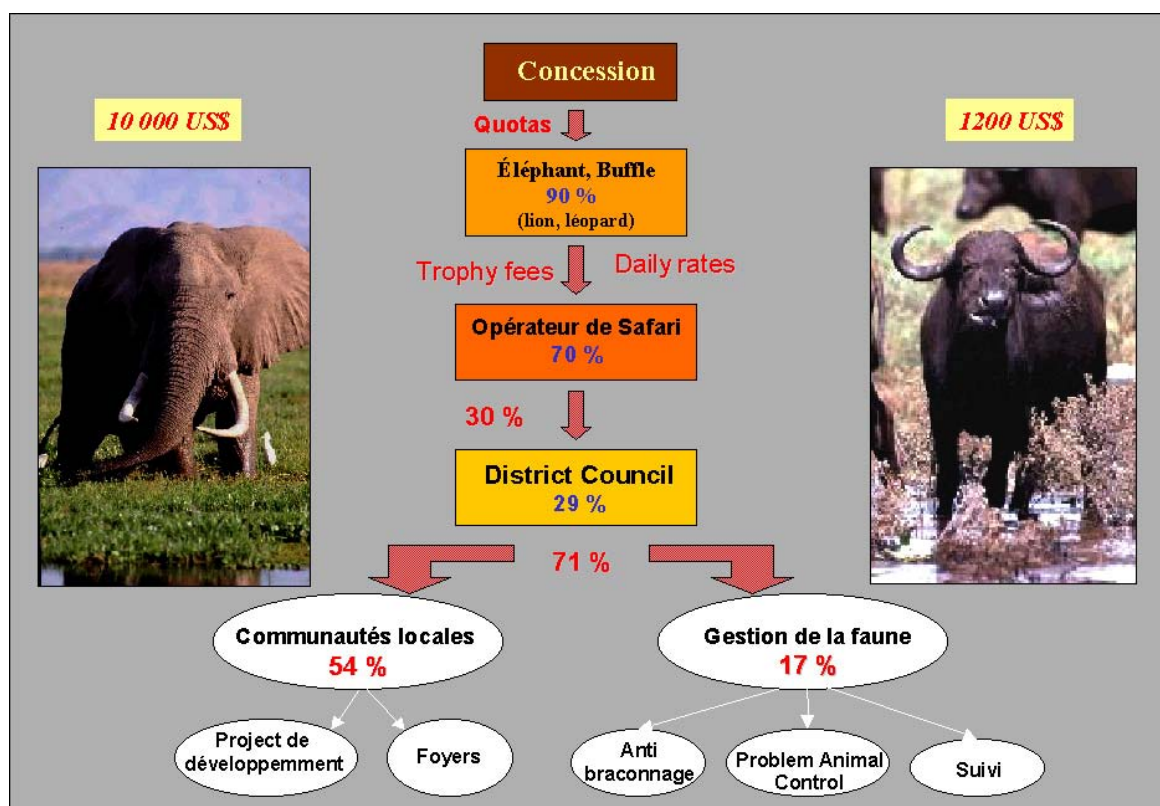 Concession
10 000 US$
Quotas
1200 US$
Éléphant, Buffle
90 %
(lion, léopard)
Trophy fees
Daily rates
Opérateur de Safari
70 %
30 %
District Council
29 %
71 %
Communautés locales
54 %
Gestion de la faune
17 %
Project de
développemment
Foyers
Anti
braconnage
Problem Animal
Control
Suivi